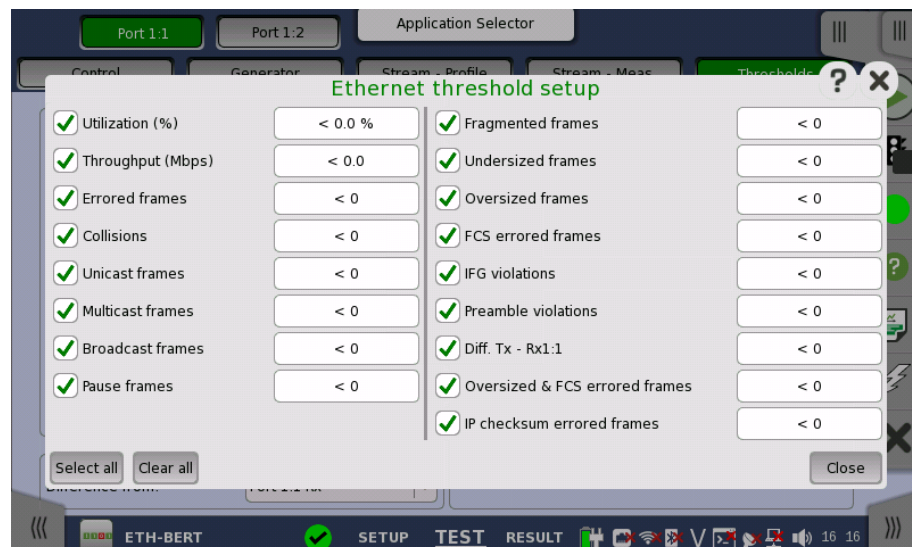 Port 1:1
Port 1:2
Application Selector
Control
Generator
Stream - Profile
Stream - Meas
Thresholds
Ethernet threshold setup
?
Utilization (%)
< 0.0 %
Fragmented frames
< 0
Throughput (Mbps)
< 0.0
Undersized frames
< 0
Errored frames
< 0
Oversized frames
< 0
Collisions
< 0
FCS errored frames
< 0
Unicast frames
< 0
IFG violations
< 0
Multicast frames
< 0
Preamble violations
< 0
Broadcast frames
< 0
Diff. Tx - Rx1:1
< 0
Pause frames
< 0
Oversized & FCS errored frames
< 0
IP checksum errored frames
< 0
Select all
Clear all
Close
Difference from:
Port 1:1 Rx
ETH-BERT
SETUP
TEST
RESULT
V
16 16